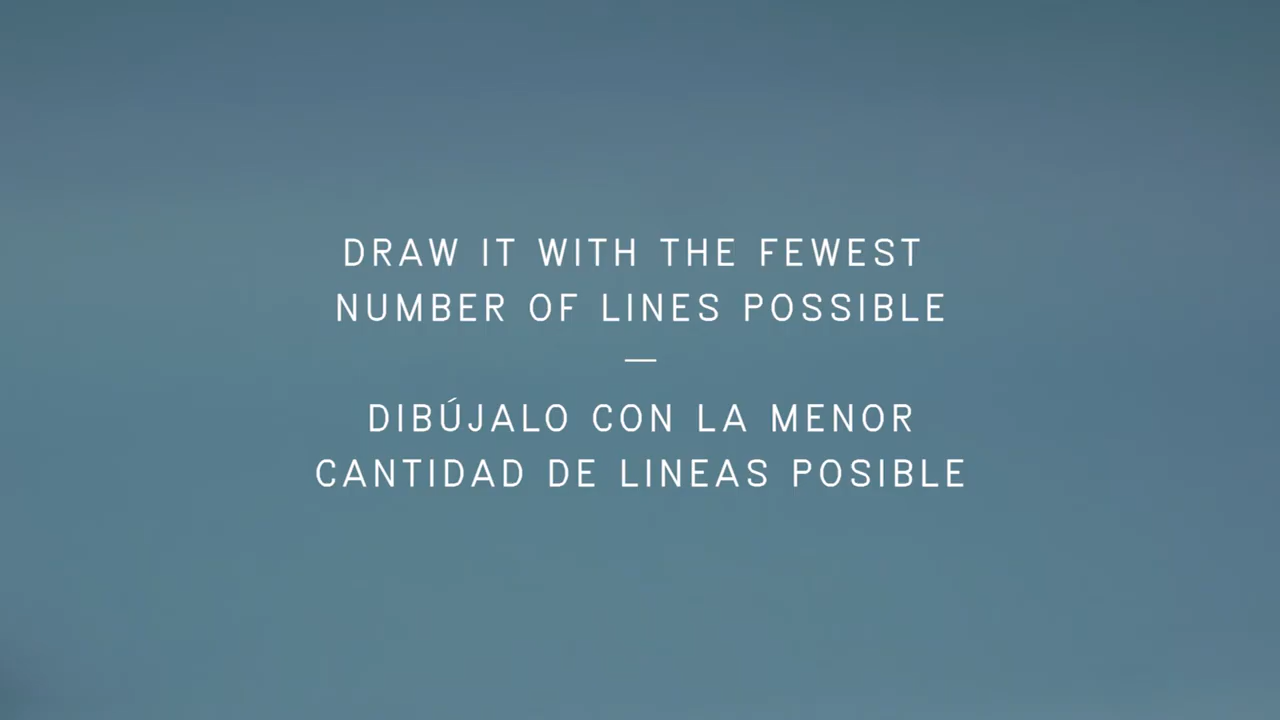 DRAW IT WITH THE FEWEST
NUMBER OF LINES POSSIBLE
—
DIBÚJALO CON LA MENOR
CANTIDAD DE LINEAS POSIBLE